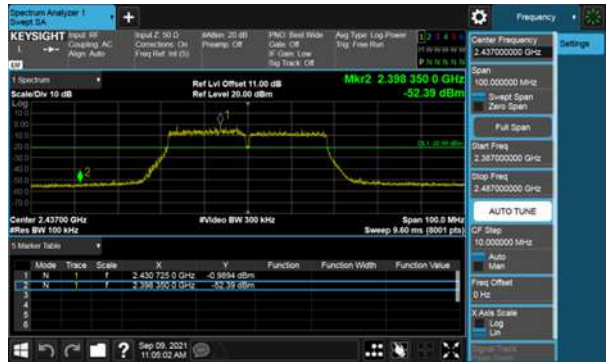 Spectrum Analyzer 1
Swept SA
Frequency
KEYSIGHT Input: RF
Coupling: AC
Align: Auto
Input Z: 50 Ω
Corrections: On
Freq Ref: Int (S)
#Atten: 20 dB
Preamp: Off
PNO: Best Wide
Gate: Off
IF Gain: Low
Sig Track: Off
Avg Type: Log-Power
Trig: Free Run
1 Spectrum
Scale/Div 10 dB
Ref Lvl Offset 11.00 dB
Ref Level 20.00 dBm
Mkr2 2.398 350 0 GHz
-52.39 dBm
Log
1
2
Center 2.43700 GHz
#Res BW 100 kHz
#Video BW 300 kHz
Span 100.0 MHz
Sweep 9.60 ms (8001 pts)
5 Marker Table
Mode Trace Scale X Y Function Function Width Function Value
1 N 1 f 2.430 725 0 GHz -0.9894 dBm
2 N 1 f 2.398 350 0 GHz -52.39 dBm
3
4
5
6
Sep 09, 2021
11:05:02 AM
Center Frequency
2.437000000 GHz
Settings
Span
100.000000 MHz
Swept Span
Zero Span
Full Span
Start Freq
2.387000000 GHz
Stop Freq
2.487000000 GHz
AUTO TUNE
CF Step
10.000000 MHz
Auto
Man
Freq Offset
0 Hz
X Axis Scale
Log
Lin